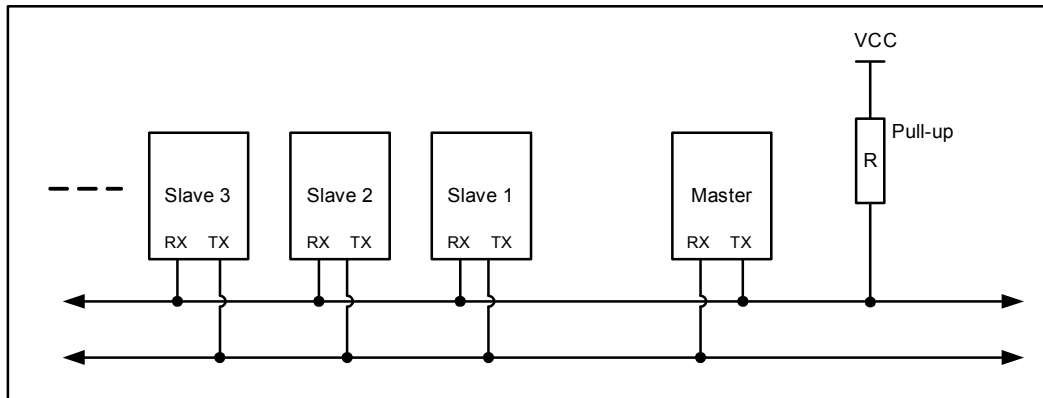 VCC
Pull-up
R
Slave 3 Slave 2 Slave 1 Master
RX TX RX TX RX TX RX TX